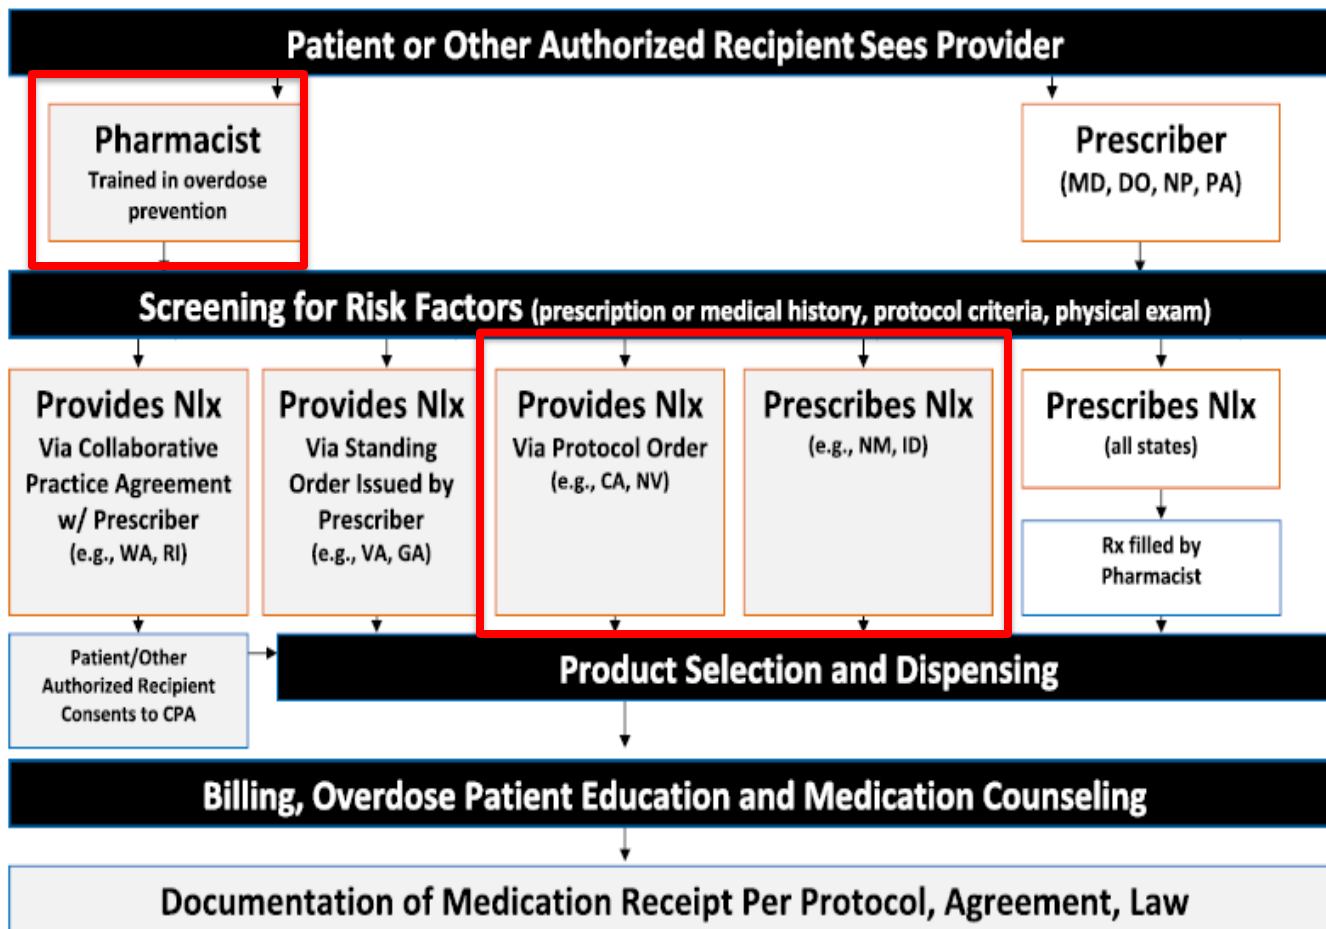 Patient or Other Authorized Recipient Sees Provider
Pharmacist
Trained in overdose
prevention
Prescriber
(MD, DO, NP, PA)
Screening for Risk Factors (prescription or medical history, protocol criteria, physical exam)
Provides Nlx
Via Collaborative
Practice Agreement
w/ Prescriber
(e.g., WA, RI)
Provides Nlx
Via Standing
Order Issued by
Prescriber
(e.g., VA, GA)
Provides Nlx
Via Protocol Order
(e.g., CA, NV)
Prescribes Nlx
(e.g., NM, ID)
Prescribes Nlx
(all states)
Rx filled by
Pharmacist
Patient/Other
Authorized Recipient
Consents to CPA
Product Selection and Dispensing
Billing, Overdose Patient Education and Medication Counseling
Documentation of Medication Receipt Per Protocol, Agreement, Law